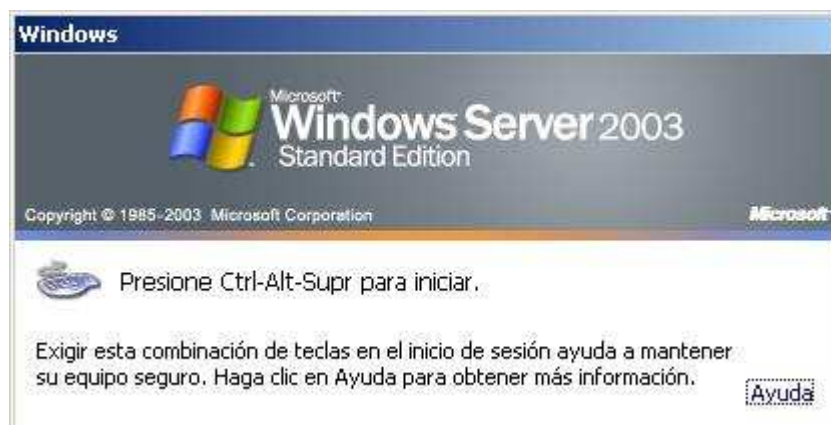 Windows
Microsoft
Windows Server 2003
Standard Edition
Copyright © 1985-2003 Microsoft Corporation Microsoft
Presione Ctrl-Alt-Supr para iniciar.
Exigir esta combinación de teclas en el inicio de sesión ayuda a mantener
su equipo seguro. Haga clic en Ayuda para obtener más información.
Ayuda